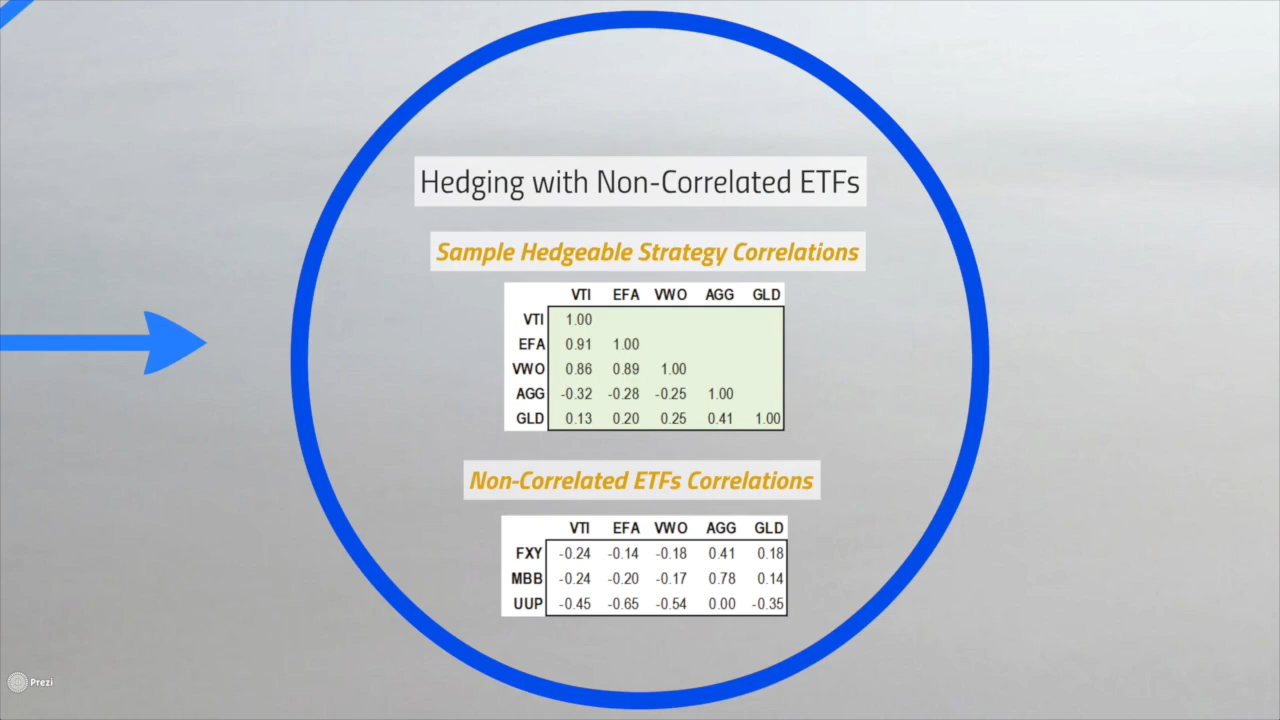 Hedging with Non-Correlated ETFs
Sample Hedgeable Strategy Correlations
VTI EFA VWO AGG GLD
VTI 1.00
EFA 0.91 1.00
VWO 0.86 0.89 1.00
AGG -0.32 -0.28 -0.25 1.00
GLD 0.13 0.20 0.25 0.41 1.00
Non-Correlated ETFs Correlations
VTI EFA VWO AGG GLD
FXY -0.24 -0.14 -0.18 0.41 0.18
MBB -0.24 -0.20 -0.17 0.78 0.14
UUP -0.45 -0.65 -0.54 0.00 -0.35
Prezi